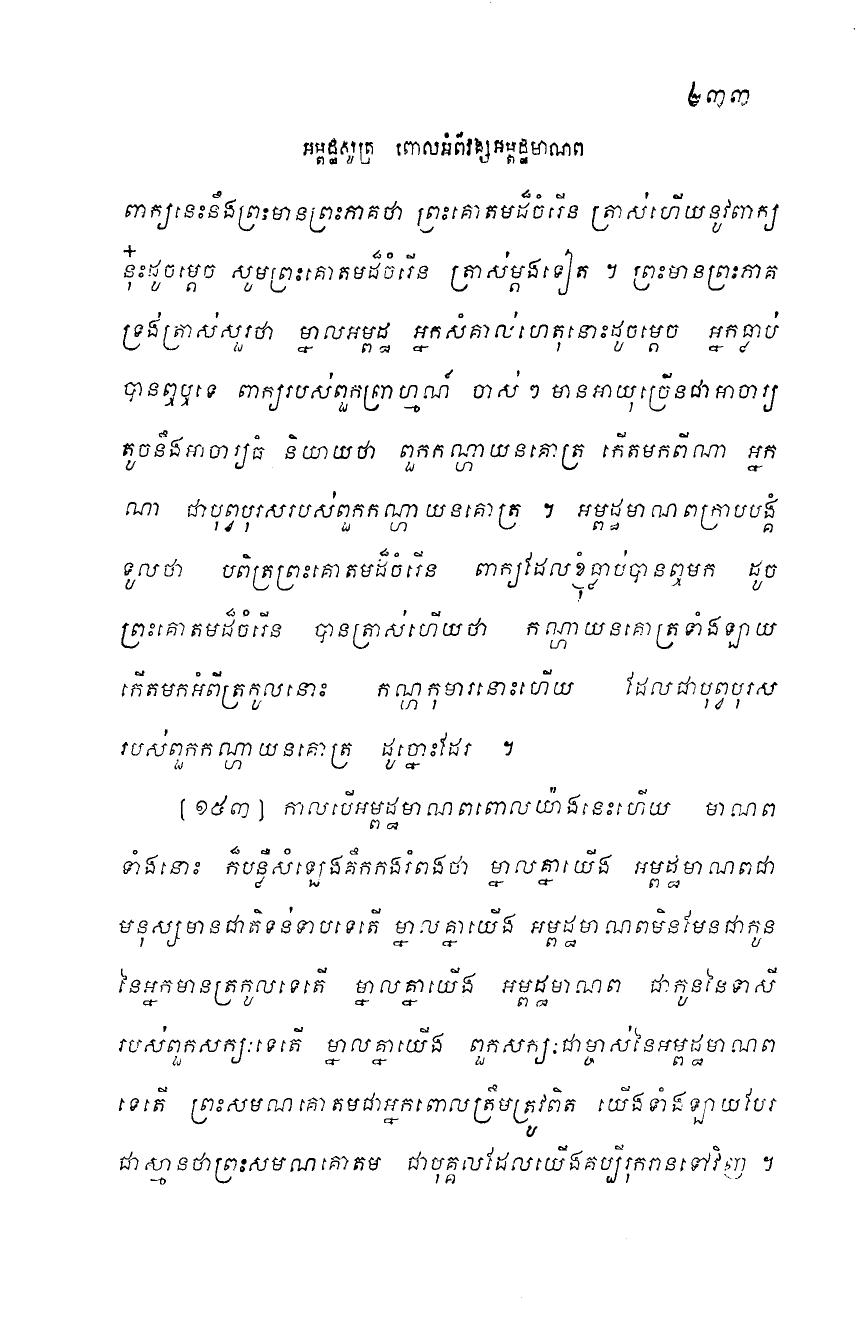 ២៣៣
អម្ពដ្ឋសូត្រ ពោលអំពីវង្សអម្ពដ្ឋមាណព
ពាក្យនេះនឹងព្រះមានព្រះភាគថា ព្រះគោតមដ៏ចំរើន ត្រាស់ហើយនូវពាក្យ
នុ៎ះដូចម្តេច សូមព្រះគោតមដ៏ចំរើន ត្រាស់ម្តងទៀត ។ ព្រះមានព្រះភាគ
ទ្រង់ត្រាស់សួរថា ម្នាលអម្ពដ្ឋ អ្នកសំគាល់ហេតុនោះដូចម្តេច អ្នកធ្លាប់
បានឮឬទេ ពាក្យរបស់ពួកព្រាហ្មណ៍ ចាស់ ៗ មានអាយុច្រើនជាអាចារ្យ
តូចនឹងអាចារ្យធំ និយាយថា ពួកកណ្ហាយនគោត្រ កើតមកពីណា អ្នក
ណា ជាបុព្វបុរសរបស់ពួកកណ្ហាយនគោត្រ ។ អម្ពដ្ឋមាណពក្រាបបង្គំ
ទូលថា បពិត្រព្រះគោតមដ៏ចំរើន ពាក្យដែលខ្ញុំធ្លាប់បានឮមក ដូច
ព្រះគោតមដ៏ចំរើន បានត្រាស់ហើយថា កណ្ហាយនគោត្រទាំងឡាយ
កើតមកអំពីត្រកូលនោះ កណ្ហកុមារនោះហើយ ដែលជាបុព្វបុរស
របស់ពួកកណ្ហាយនគោត្រ ដូច្នោះដែរ ។
[១៥៣] កាលបើអម្ពដ្ឋមាណពពោលយ៉ាងនេះហើយ មាណព
ទាំងនោះ ក៏បន្លឺសំឡេងគឹកកងរំពងថា ម្នាលគ្នាយើង អម្ពដ្ឋមាណពជា
មនុស្សមានជាតិទន់ទាបទេតើ ម្នាលគ្នាយើង អម្ពដ្ឋមាណពមិនមែនជាកូន
នៃអ្នកមានត្រកូលទេតើ ម្នាលគ្នាយើង អម្ពដ្ឋមាណព ជាកូននៃទាសី
របស់ពួកសក្យៈទេតើ ម្នាលគ្នាយើង ពួកសក្យៈជាម្ចាស់នៃអម្ពដ្ឋមាណព
ទេតើ ព្រះសមណគោតមជាអ្នកពោលត្រឹមត្រូវពិត យើងទាំងឡាយបែរ
ជាស្មានថាព្រះសមណគោតម ជាបុគ្គលដែលយើងគប្បីរុករានទៅវិញ ។